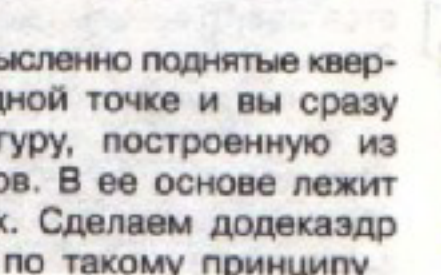 ысленно поднятые квер-
дной точке и вы сразу
гуру, построенную из
ов. В ее основе лежит
к. Сделаем додекаэдр
по такому принципу